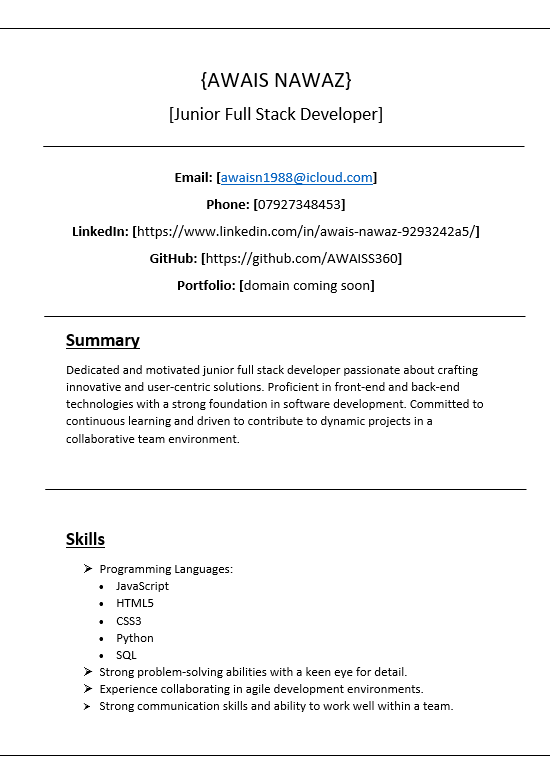 {AWAIS NAWAZ}
[Junior Full Stack Developer]
Email: [awaisn1988@icloud.com]
Phone: [07927348453]
LinkedIn: [https://www.linkedin.com/in/awais-nawaz-9293242a5/]
GitHub: [https://github.com/AWAISS360]
Portfolio: [domain coming soon]
Summary
Dedicated and motivated junior full stack developer passionate about crafting
innovative and user-centric solutions. Proficient in front-end and back-end
technologies with a strong foundation in software development. Committed to
continuous learning and driven to contribute to dynamic projects in a
collaborative team environment.
Skills
➢ Programming Languages:
• JavaScript
• HTML5
• CSS3
• Python
• SQL
➢ Strong problem-solving abilities with a keen eye for detail.
➢ Experience collaborating in agile development environments.
➢ Strong communication skills and ability to work well within a team.